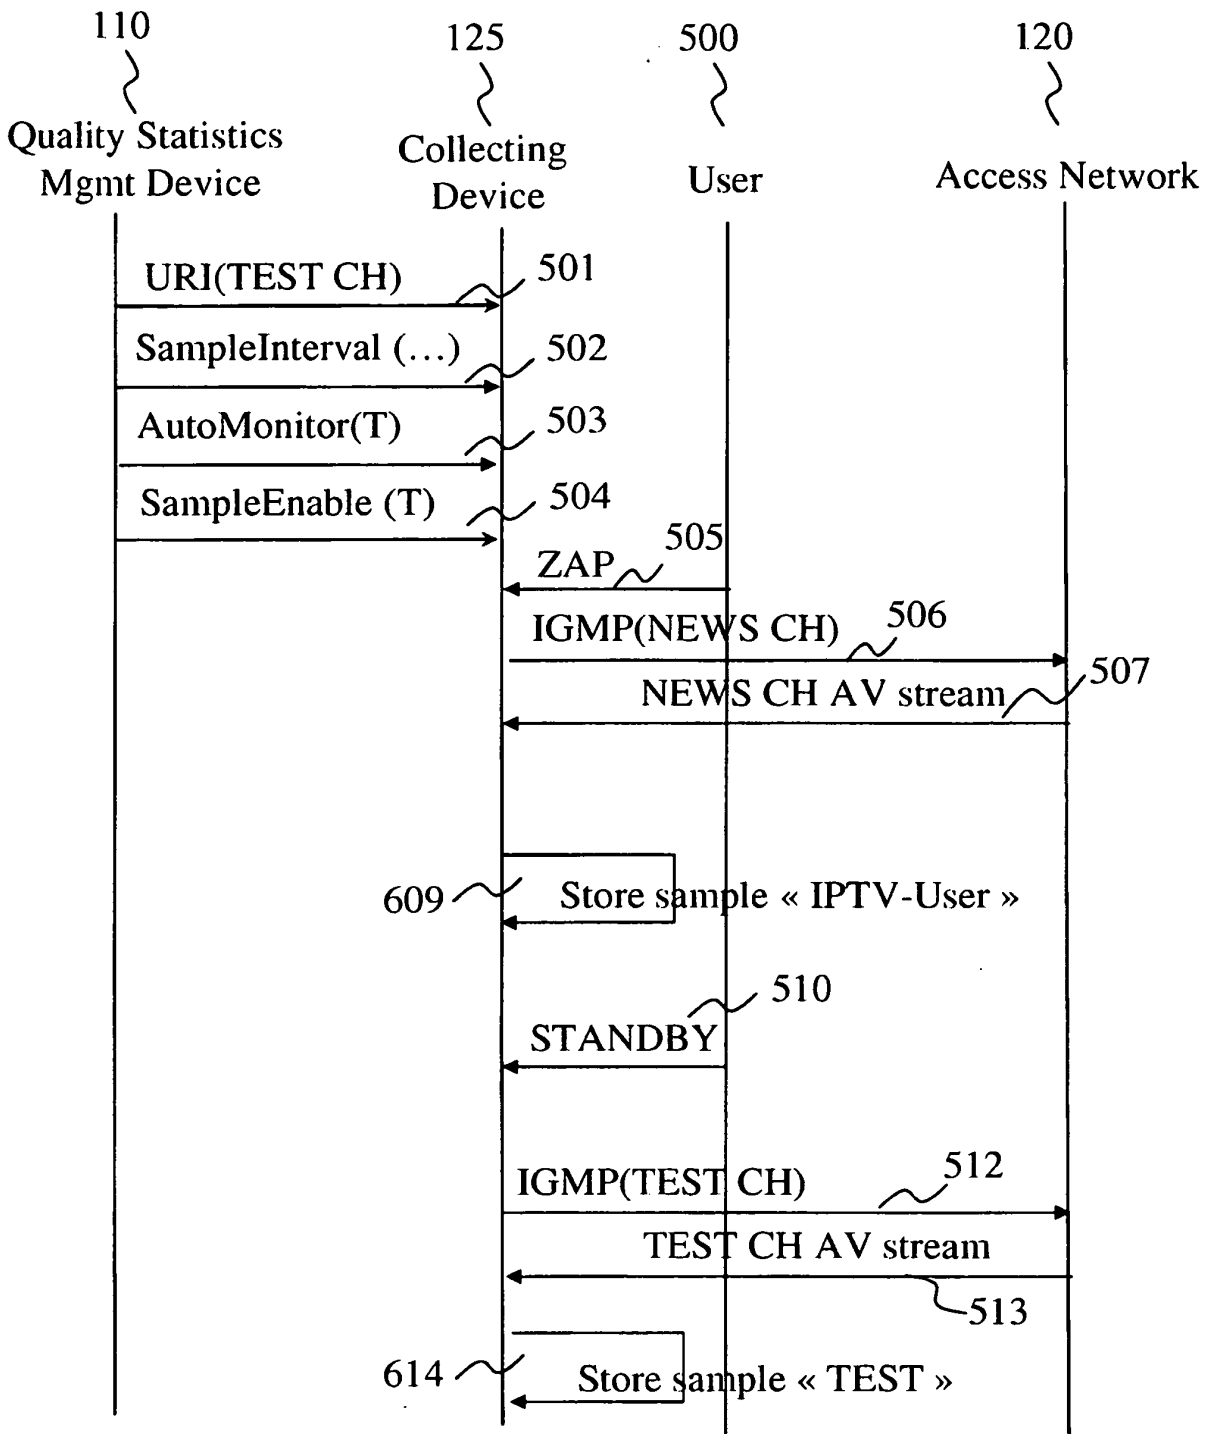 110
125
500
120
Quality Statistics
Mgmt Device
Collecting
Device
User
Access Network
URI(TEST CH)
501
SampleInterval (...)
502
AutoMonitor(T)
503
SampleEnable (T)
504
ZAP
505
IGMP(NEWS CH)
506
NEWS CH AV stream
507
609
Store sample « IPTV-User »
510
STANDBY
IGMP(TEST CH)
512
TEST CH AV stream
513
614
Store sample « TEST »